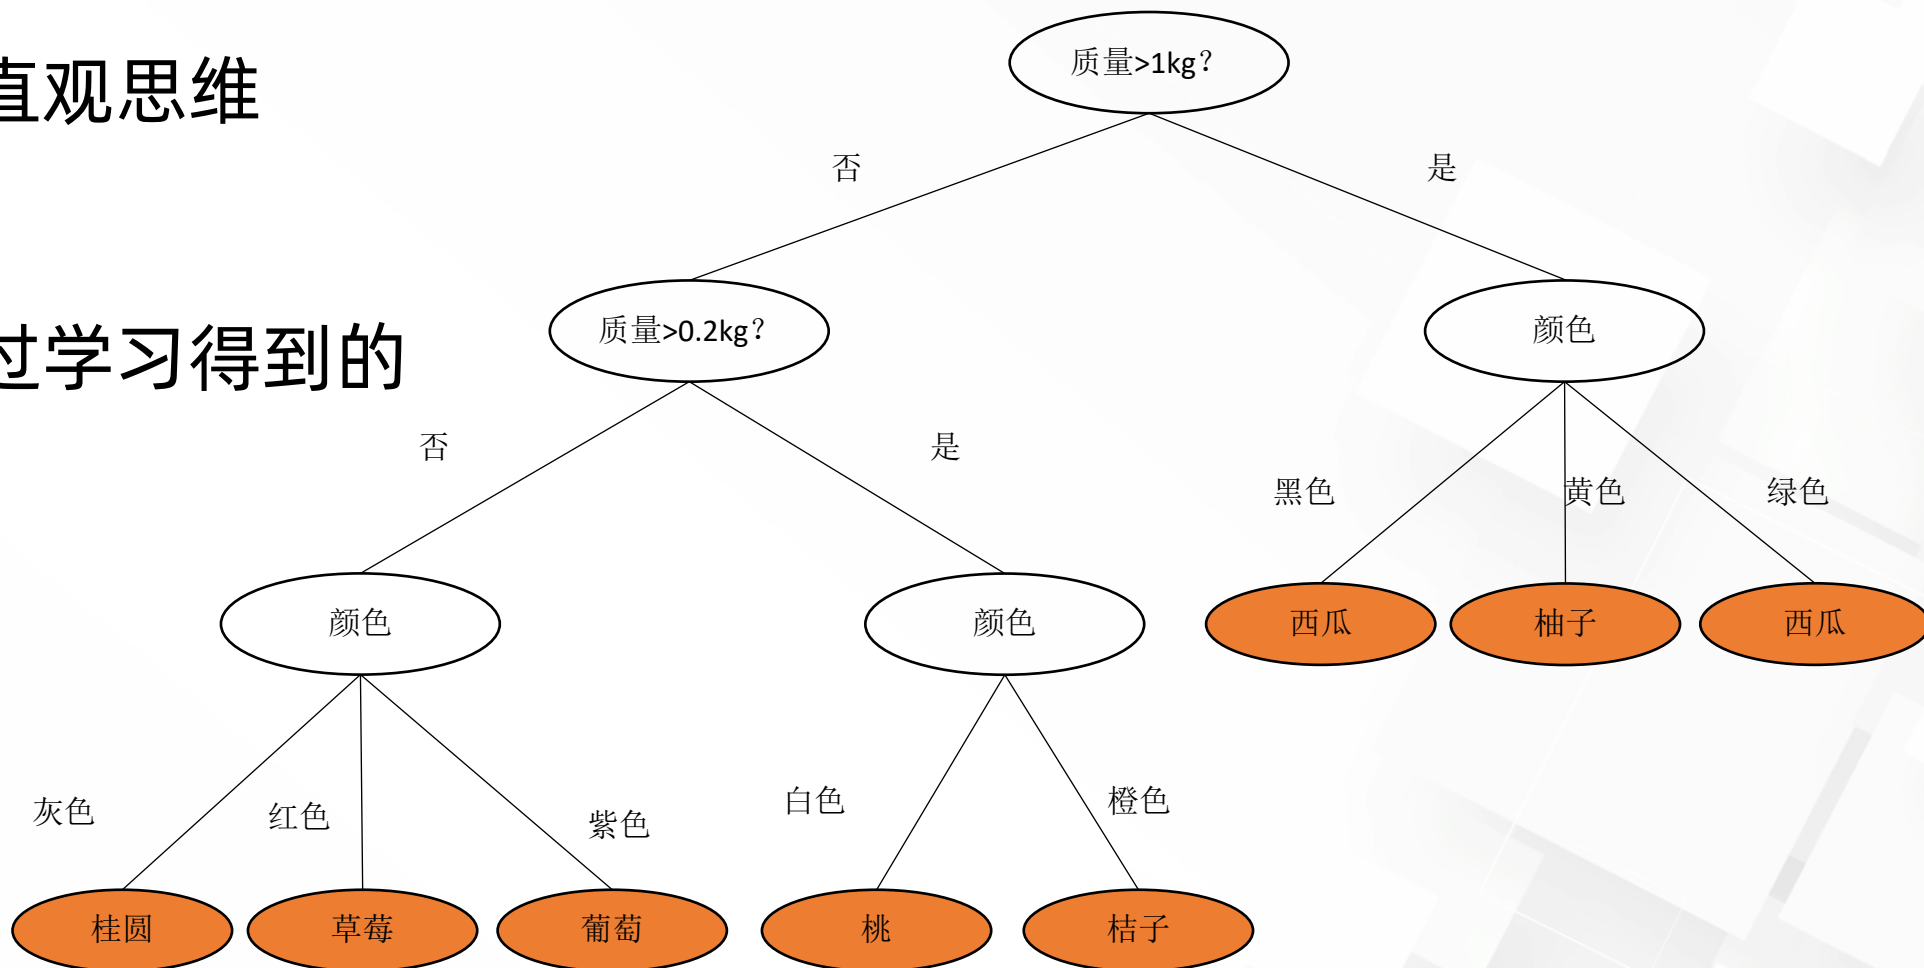 直观思维
过学习得到的
质量>1kg?
否
是
质量>0.2kg?
颜色
否
是
黑色
黄色
绿色
颜色
颜色
西瓜
柚子
西瓜
灰色
红色
紫色
白色
橙色
桂圆
草莓
葡萄
桃
桔子